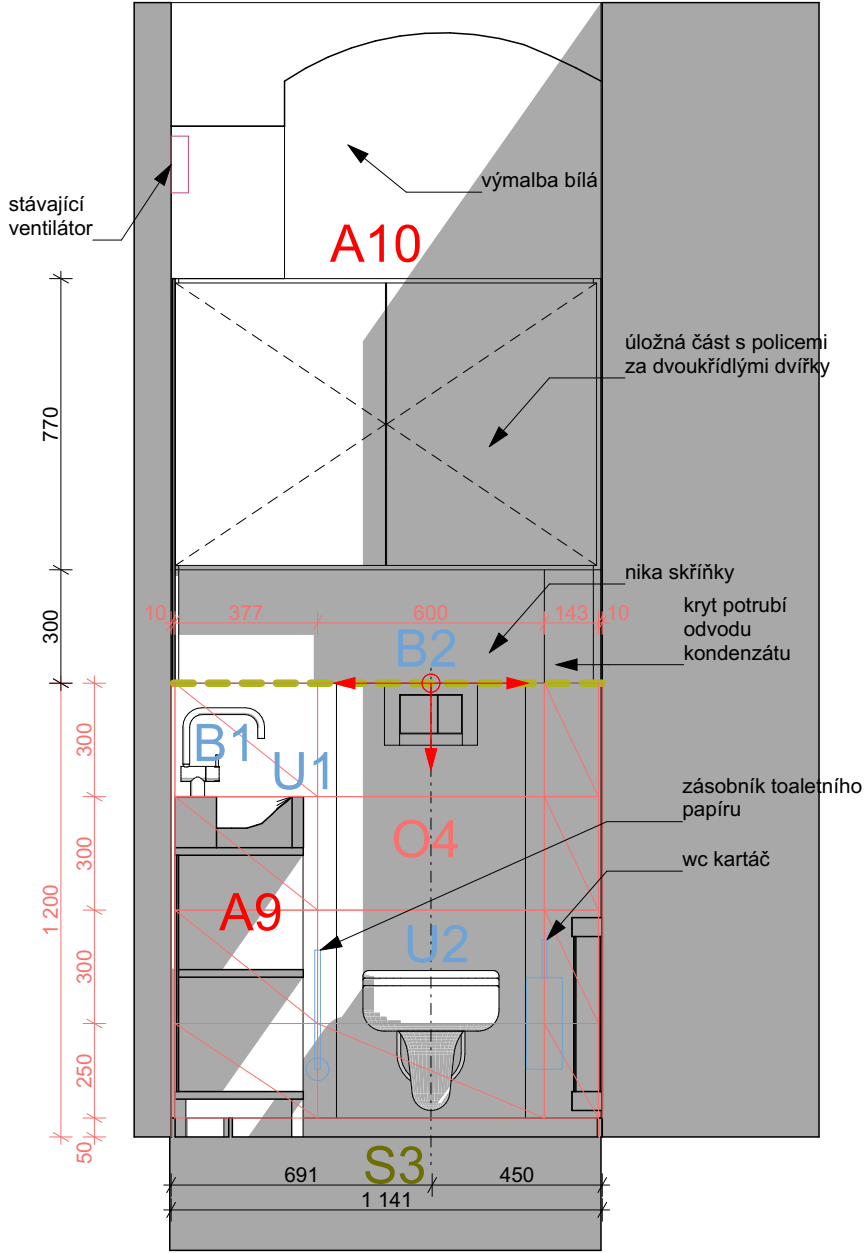 výmalba bílá
stávající
ventilátor
A10
úložná část s policemi
za dvoukřídlými dvířky
770
nika skříňky
300
10
377
600
143
10
kryt potrubí
odvodu
kondenzátu
B2
B1
U1
300
zásobník toaletního
papíru
O4
300
wc kartáč
A9
1 200
U2
300
250
50
S3
691
450
1 141